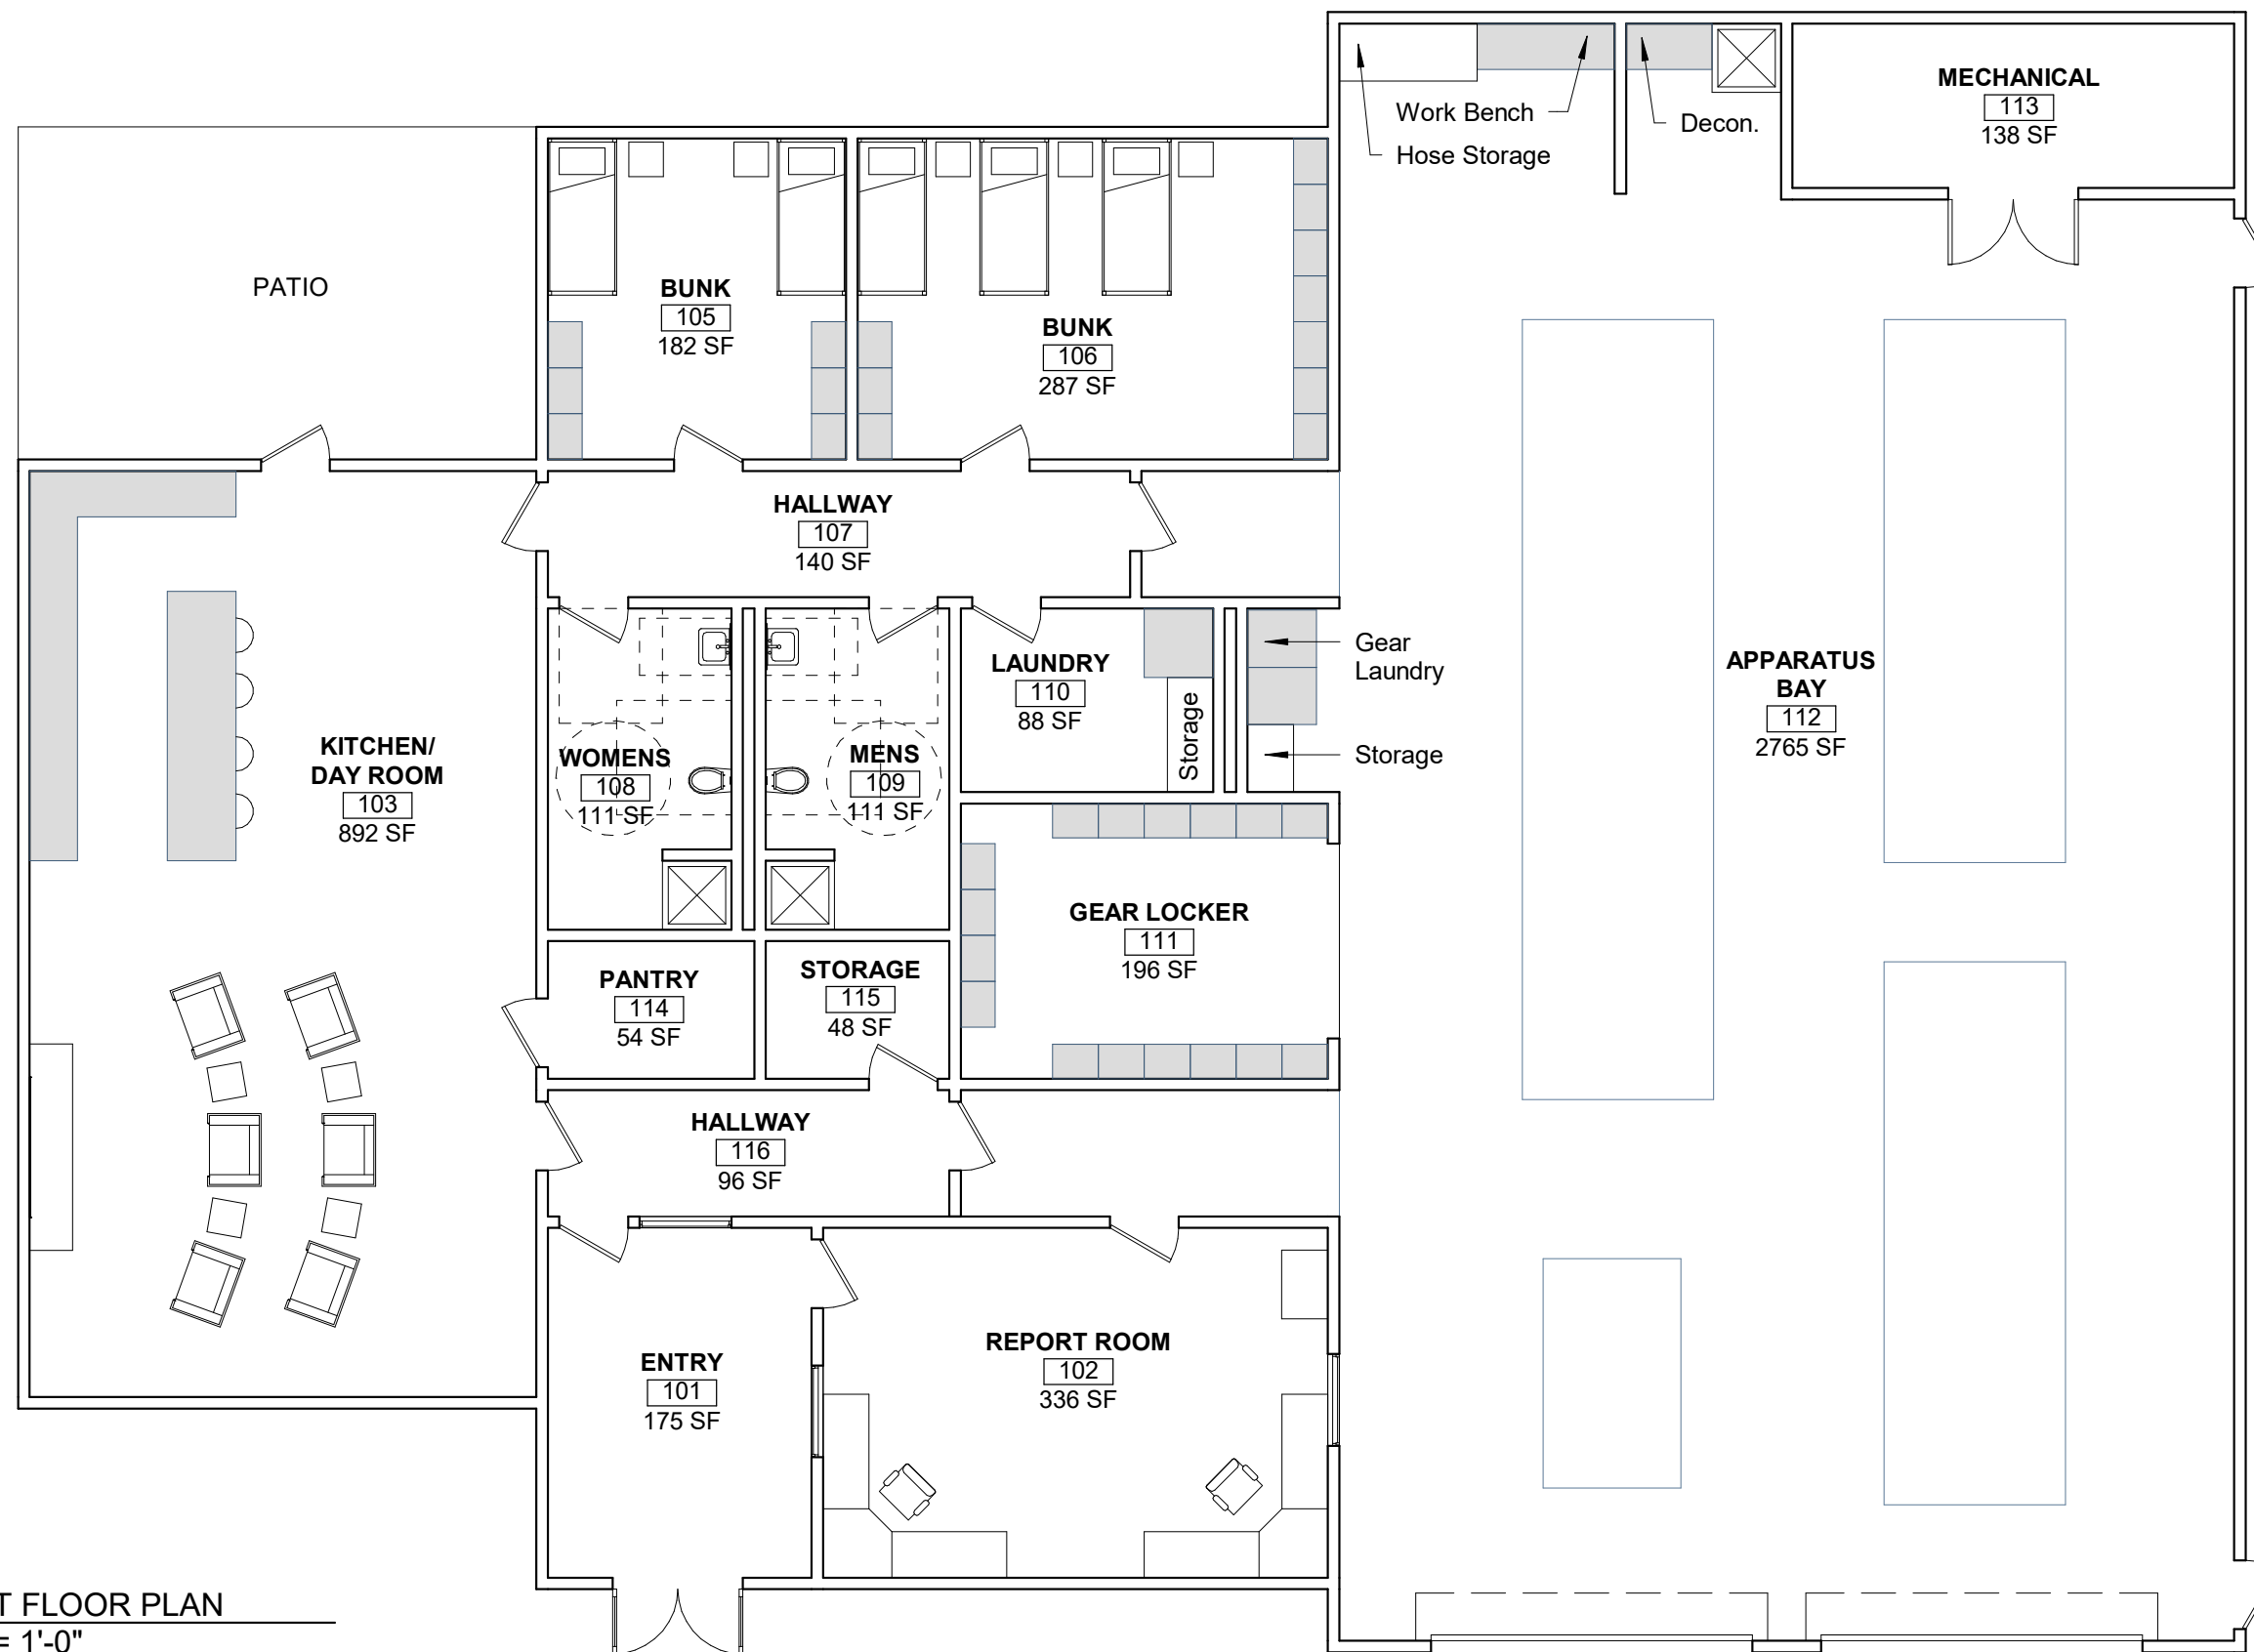 MECHANICAL
113
138 SF
Work Bench
Decon.
Hose Storage
PATIO
BUNK
105
182 SF
BUNK
106
287 SF
HALLWAY
107
140 SF
Gear
Laundry
LAUNDRY
110
88 SF
Storage
Storage
APPARATUS
BAY
112
2765 SF
KITCHEN/
DAY ROOM
103
892 SF
WOMENS
108
111 SF
MENS
109
111 SF
GEAR LOCKER
111
196 SF
PANTRY
114
54 SF
STORAGE
115
48 SF
HALLWAY
116
96 SF
ENTRY
101
175 SF
REPORT ROOM
102
336 SF
T FLOOR PLAN
= 1'-0"